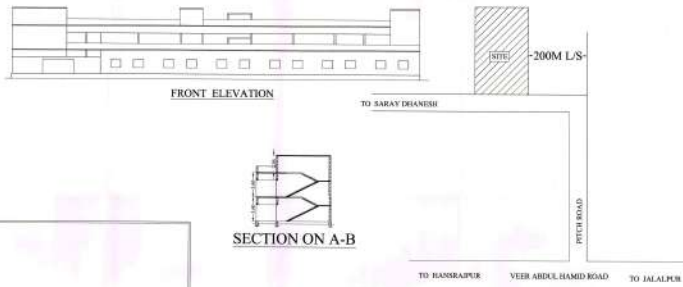 SITE
200M L/S
FRONT ELEVATION
TO SARAY DHANESH
SECTION ON A-B
PITCH ROAD
TO HANSRAJPUR
VEER ABDUL HAMID ROAD
TO JALALPUR